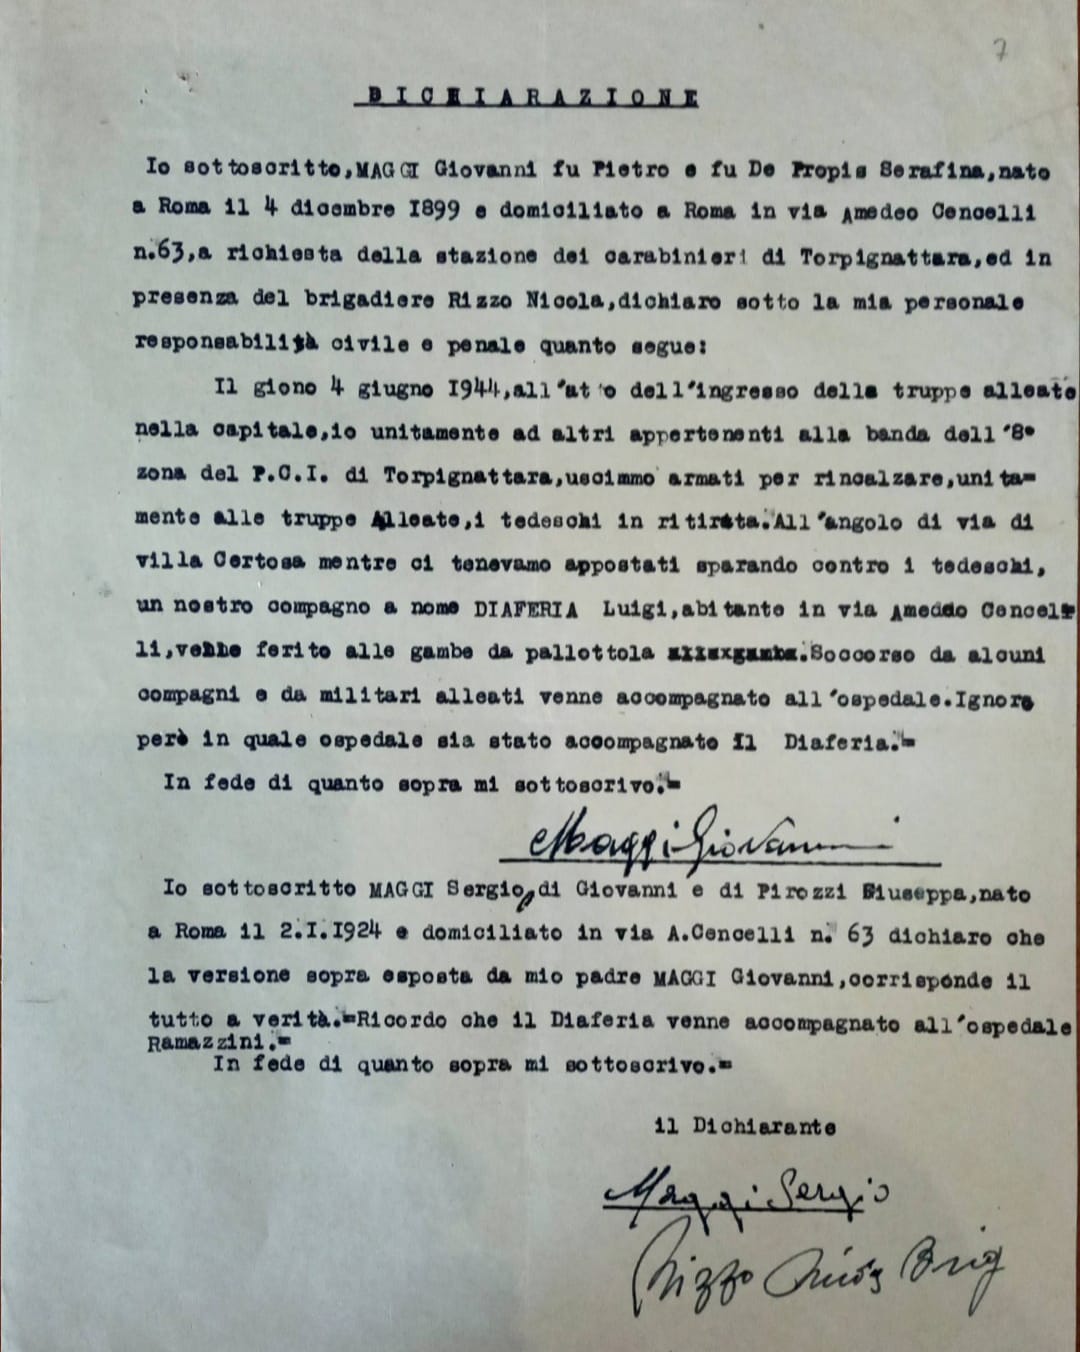 7
DICHIARAZIONE
Io sottoscritto,MAGGI Giovanni fu Pietro e fu De Propis Serafina,nato
a Roma il 4 dicembre I899 e domiciliato a Roma in via Amedeo Cencelli
n.63,a richiesta della stazione dei carabinieri di Torpignattara,ed in
presenza del brigadiere Rizzo Nicola,dichiaro sotto la mia personale
responsabilità civile e penale quanto segue:
Il giono 4 giugno I944,all'atto dell'ingresso delle truppe alleate
nella capitale,io unitamente ad altri appertenenti alla banda dell'8°
zona del P.C.I. di Torpignattara,uscimmo armati per rincalzare,unita=
mente alle truppe Alleate,i tedeschi in ritirata.All'angolo di via di
villa Certosa mentre ci tenevamo appostati sparando contro i tedeschi,
un nostro compagno a nome DIAFERIA Luigi,abitante in via Ameddo Cencel=
li,venne ferito alle gambe da pallottola allexgamba.Soccorso da alcuni
compagni e da militari alleati venne accompagnato all'ospedale.Ignoro
però in quale ospedale sia stato accompagnato Il Diaferia.=
In fede di quanto sopra mi sottoscrivo.=
Maggi Giovanni
Io sottoscritto MAGGI Sergio,di Giovanni e di Pirozzi Giuseppa,nato
a Roma il 2.I.I924 e domiciliato in via A.Cencelli n. 63 dichiaro che
la versione sopra esposta da mio padre MAGGI Giovanni,corrisponde il
tutto a verità.=Ricordo che il Diaferia venne accompagnato all'ospedale
Ramazzini.=
In fede di quanto sopra mi sottoscrivo.=
il Dichiarante
Maggi Sergio
Rizzo Nicola Brig